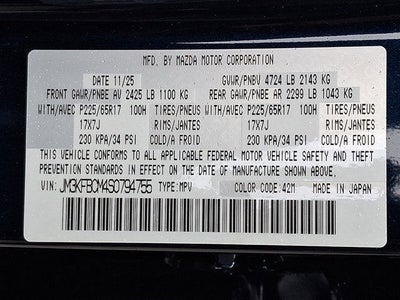 MFD. BY MAZDA MOTOR CORPORATION
DATE 11/25 GVWR/PNBV 4724 LB 2143 KG
FRONT GAWR/PNBE AV 2425 LB 1100 KG REAR GAWR/PNBE AR 2299 LB 1043 KG
WITH/AVEC P225/65R17 100H TIRES/PNEUS WITH/AVEC P225/65R17 100H TIRES/PNEUS
17X7J RIMS/JANTES 17X7J RIMS/JANTES
230 KPA/34 PSI COLD/A FROID 230 KPA/34 PSI COLD/A FROID
THIS VEHICLE CONFORMS TO ALL APPLICABLE FEDERAL MOTOR VEHICLE SAFETY AND THEFT
PREVENTION STANDARDS IN EFFECT ON THE DATE OF MANUFACTURE SHOWN ABOVE.
VIN: JM3KFBCM4S0794755 TYPE:MPV COLOR CODE:42M MADE IN JAPAN